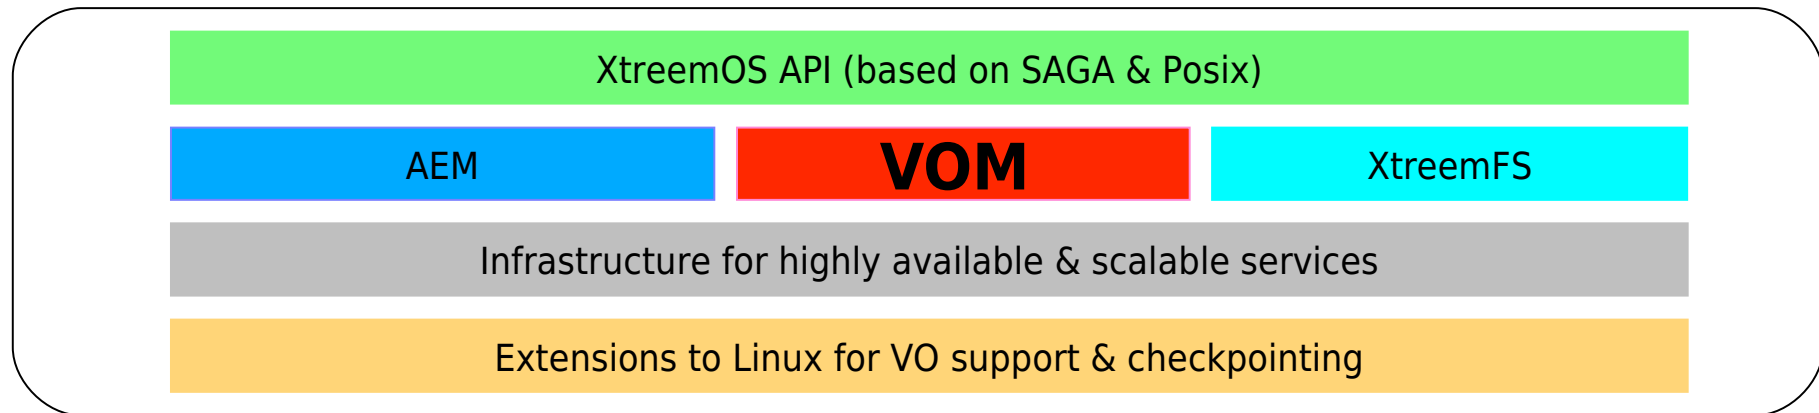 XtreemOS API (based on SAGA & Posix)
AEM
VOM
XtreemFS
Infrastructure for highly available & scalable services
Extensions to Linux for VO support & checkpointing